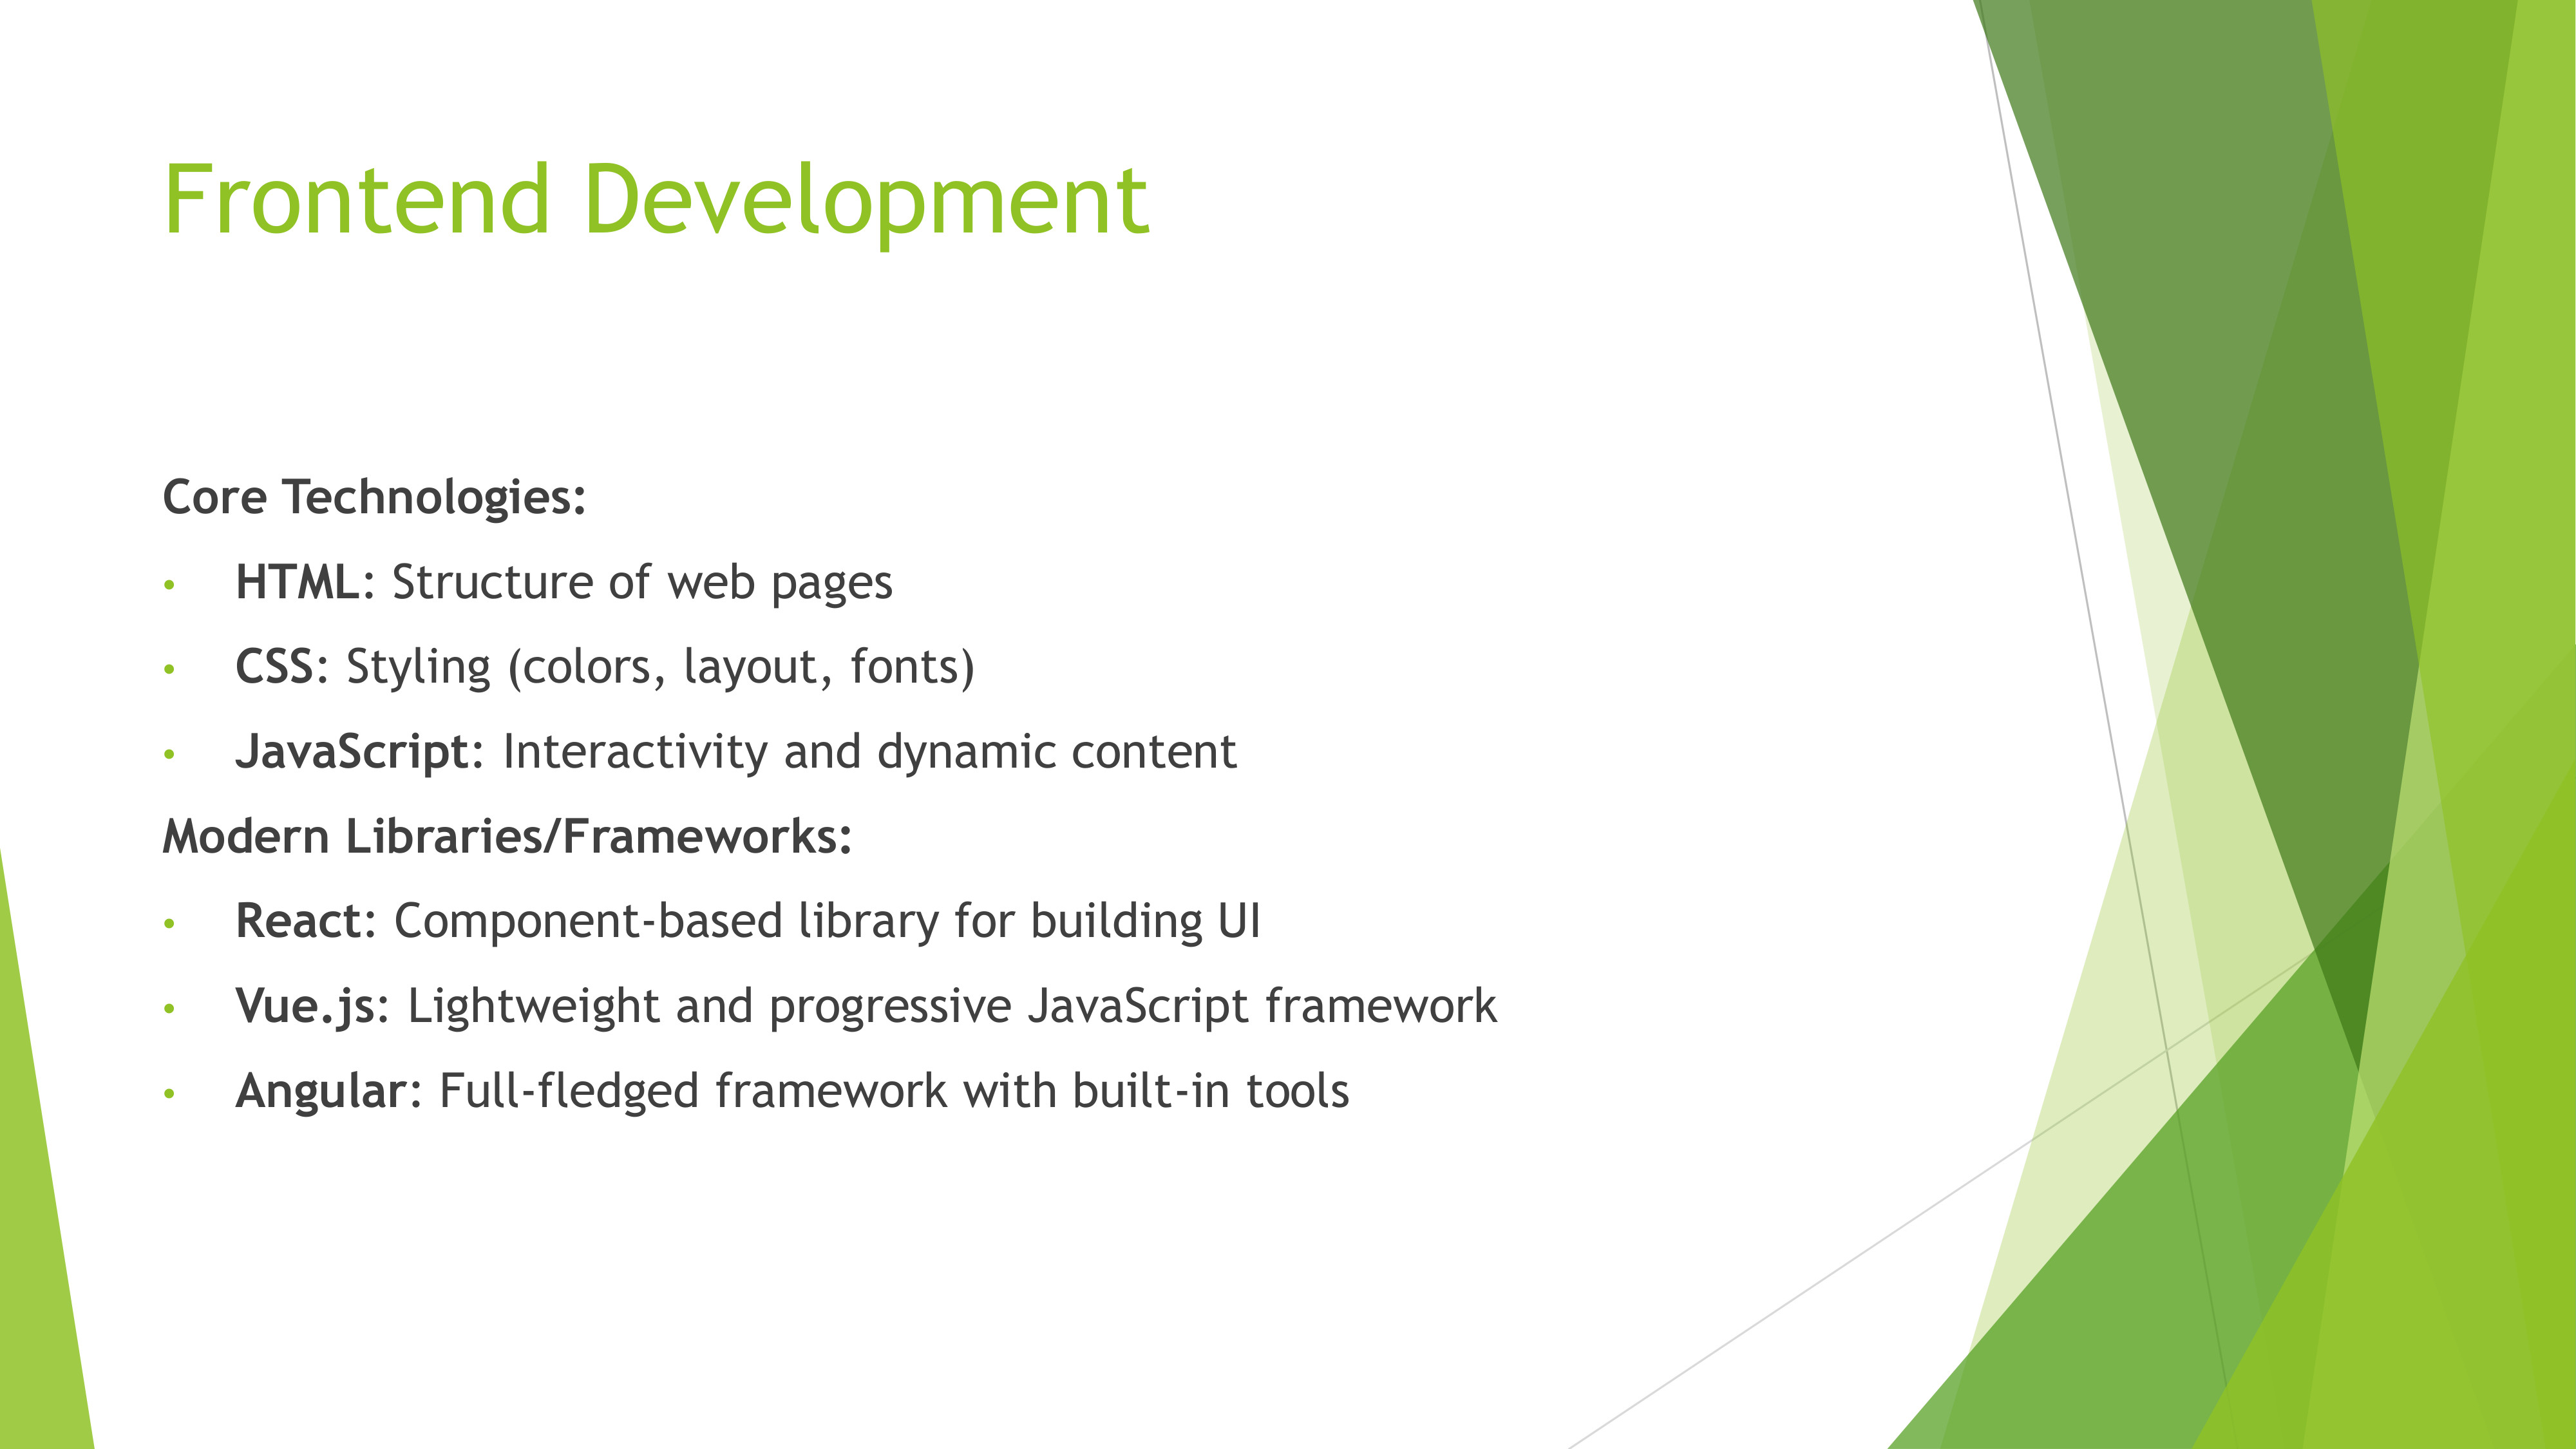 Frontend Development
Core Technologies:
• HTML: Structure of web pages
• CSS: Styling (colors, layout, fonts)
• JavaScript: Interactivity and dynamic content
Modern Libraries/Frameworks:
• React: Component-based library for building UI
• Vue.js: Lightweight and progressive JavaScript framework
• Angular: Full-fledged framework with built-in tools